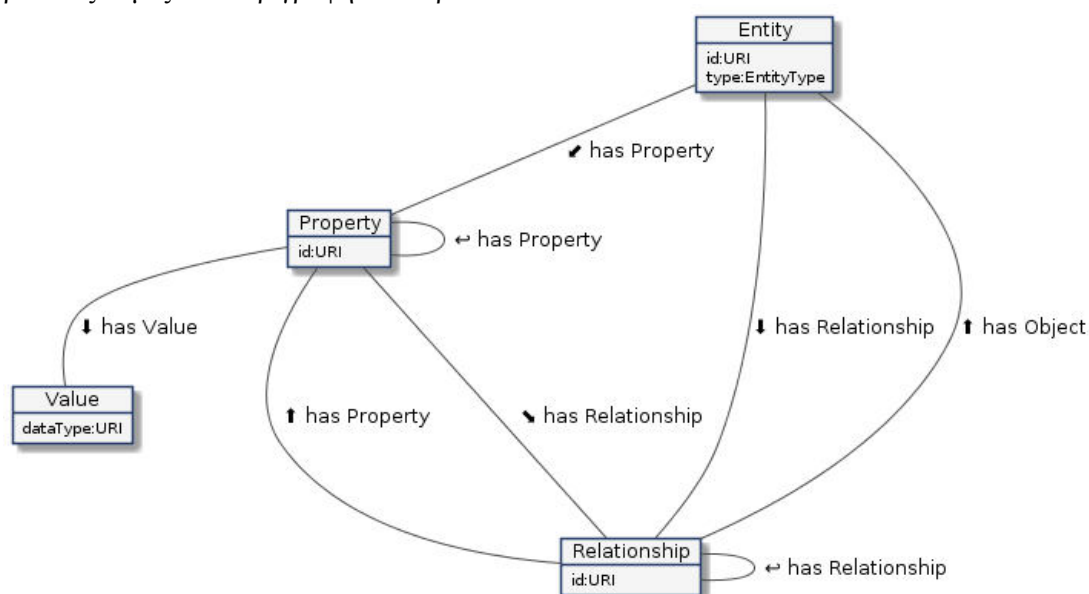 Entity
id:URI
type:EntityType
⬋ has Property
Property
id:URI
↩ has Property
⬇ has Value
⬇ has Relationship
⬆ has Object
Value
dataType:URI
⬆ has Property
⬊ has Relationship
Relationship
id:URI
↩ has Relationship